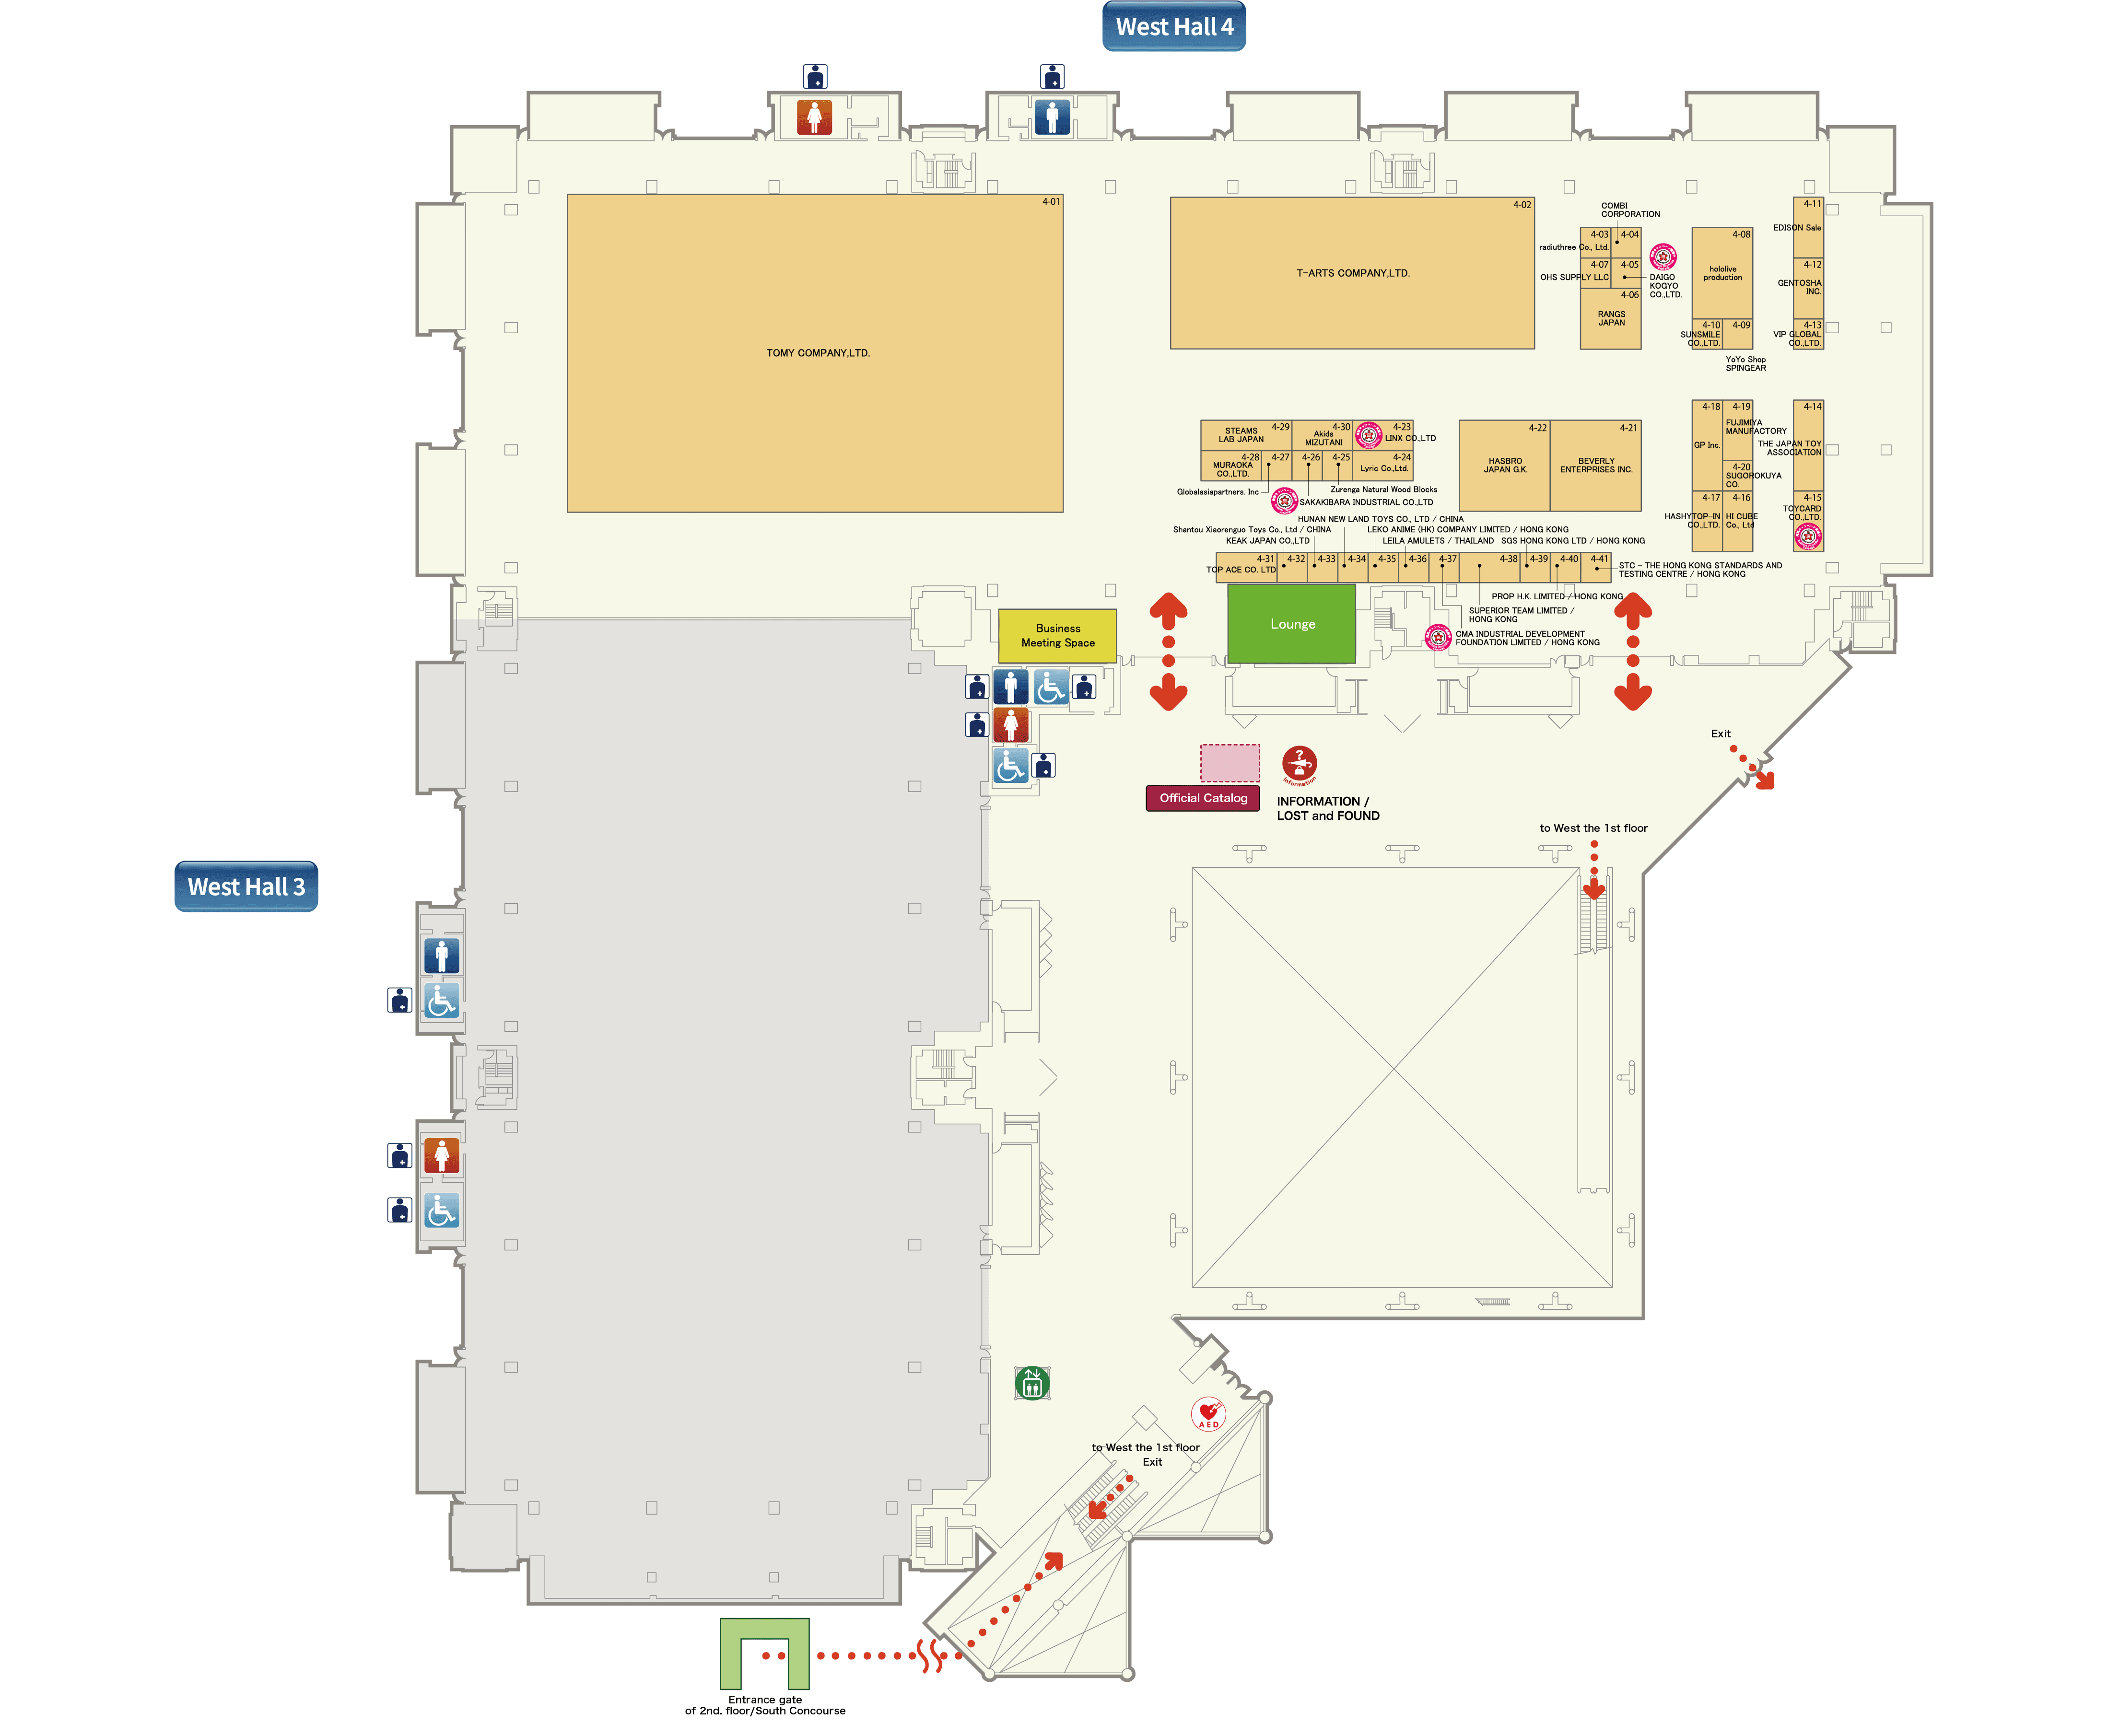 West Hall 4
4-01
TOMY COMPANY,LTD.
4-02
T-ARTS COMPANY,LTD.
COMBI
CORPORATION
4-03
4-04
radiuthree Co., Ltd.
4-07
4-05
OHS SUPPLY LLC
DAIGO
KOGYO
CO.,LTD.
4-06
RANGS
JAPAN
4-08
hololive
production
4-10
4-09
SUNSMILE
CO.,LTD.
YoYo Shop
SPINGEAR
4-11
EDISON Sale
4-12
GENTOSHA
INC.
4-13
VIP GLOBAL
CO.,LTD.
4-29
STEAMS
LAB JAPAN
4-30
Akids
MIZUTANI
4-23
LINX CO.,LTD
4-28
MURAOKA
CO.,LTD.
4-27
4-26
4-25
4-24
Lyric Co.,Ltd.
Globalasiapartners. Inc
Zurenga Natural Wood Blocks
SAKAKIBARA INDUSTRIAL CO.,LTD
4-22
HASBRO
JAPAN G.K.
4-21
BEVERLY
ENTERPRISES INC.
4-18
GP Inc.
4-19
FUJIMIYA
MANUFACTORY
4-20
SUGOROKUYA
CO.
4-17
HASHYTOP-IN
CO.,LTD.
4-16
HI CUBE
Co., Ltd
4-14
THE JAPAN TOY
ASSOCIATION
4-15
TOYCARD
CO.,LTD.
HUNAN NEW LAND TOYS CO., LTD / CHINA
Shantou Xiaorenguo Toys Co., Ltd / CHINA
LEKO ANIME (HK) COMPANY LIMITED / HONG KONG
KEAK JAPAN CO.,LTD
LEILA AMULETS / THAILAND
SGS HONG KONG LTD / HONG KONG
4-31
TOP ACE CO. LTD
4-32
4-33
4-34
4-35
4-36
4-37
4-38
4-39
4-40
4-41
STC - THE HONG KONG STANDARDS AND
TESTING CENTRE / HONG KONG
PROP H.K. LIMITED / HONG KONG
SUPERIOR TEAM LIMITED /
HONG KONG
CMA INDUSTRIAL DEVELOPMENT
FOUNDATION LIMITED / HONG KONG
Business
Meeting Space
Lounge
Exit
Official Catalog
?
Information
INFORMATION /
LOST and FOUND
to West the 1st floor
West Hall 3
AED
to West the 1st floor
Exit
Entrance gate
of 2nd. floor/South Concourse